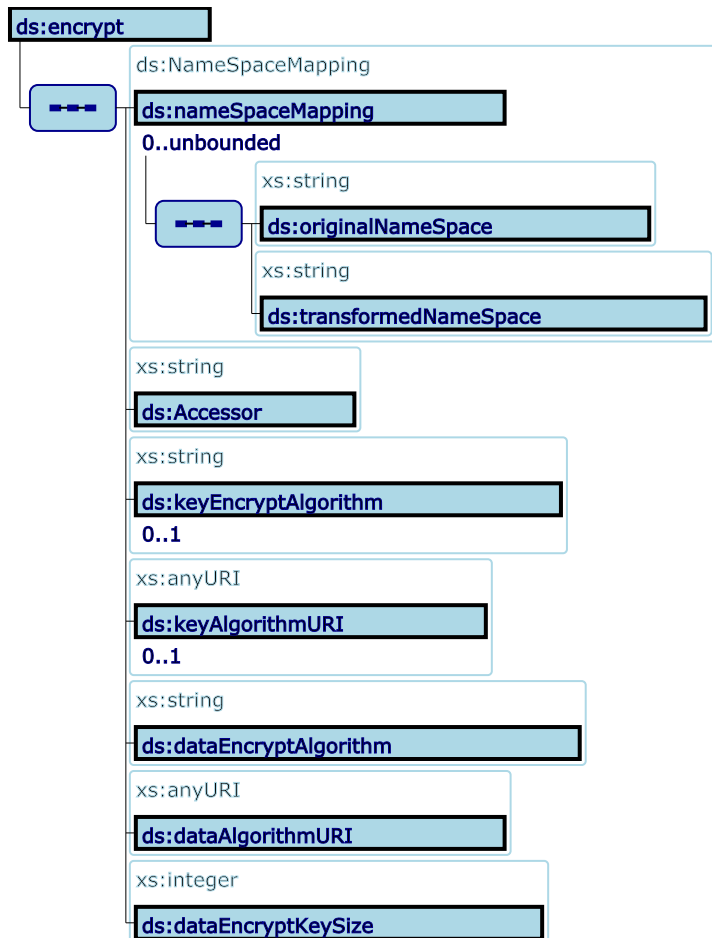 ds:encrypt
ds:NameSpaceMapping
ds:nameSpaceMapping
0..unbounded
xs:string
ds:originalNameSpace
xs:string
ds:transformedNameSpace
xs:string
ds:Accessor
xs:string
ds:keyEncryptAlgorithm
0..1
xs:anyURI
ds:keyAlgorithmURI
0..1
xs:string
ds:dataEncryptAlgorithm
xs:anyURI
ds:dataAlgorithmURI
xs:integer
ds:dataEncryptKeySize